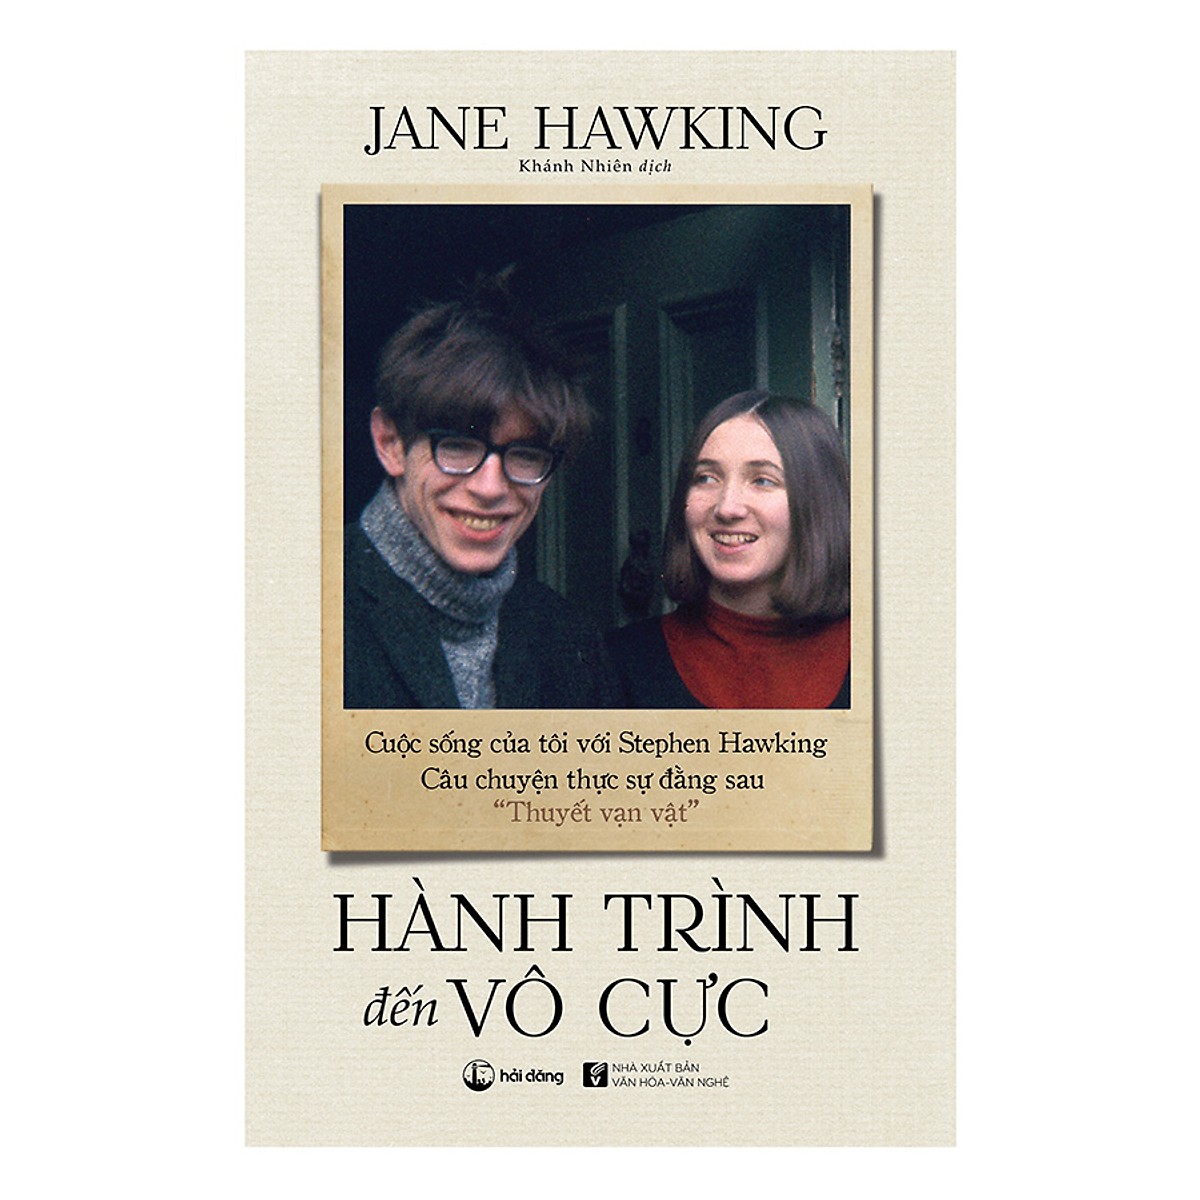 JANE HAWKING
Khánh Nhiên dịch
Cuộc sống của tôi với Stephen Hawking
Câu chuyện thực sự đằng sau
“Thuyết vạn vật”
HÀNH TRÌNH
đến VÔ CỰC
hải đăng
NHÀ XUẤT BẢN
VĂN HÓA-VĂN NGHỆ